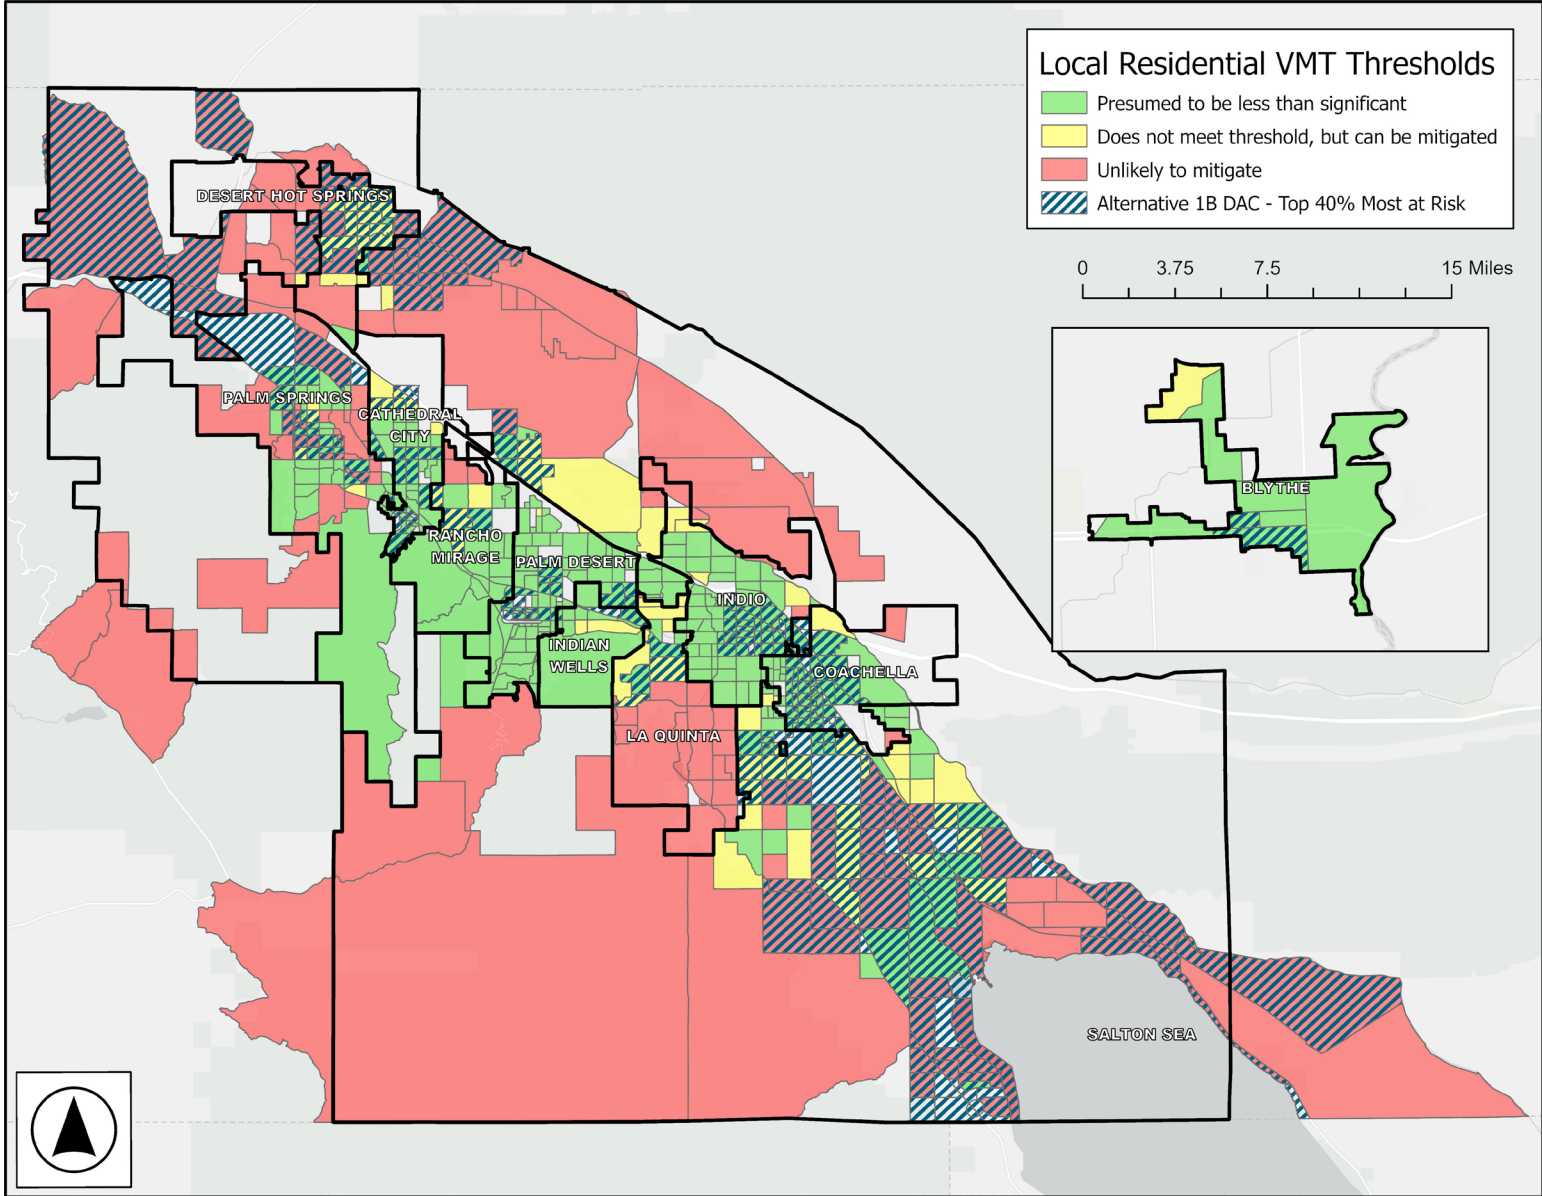 Local Residential VMT Thresholds
Presumed to be less than significant
Does not meet threshold, but can be mitigated
Unlikely to mitigate
Alternative 1B DAC - Top 40% Most at Risk
0 3.75 7.5 15 Miles
DESERT HOT SPRINGS
PALM SPRINGS
CATHEDRAL
CITY
RANCHO
MIRAGE
PALM DESERT
INDIO
INDIAN
WELLS
COACHELLA
LA QUINTA
BLYTHE
SALTON SEA